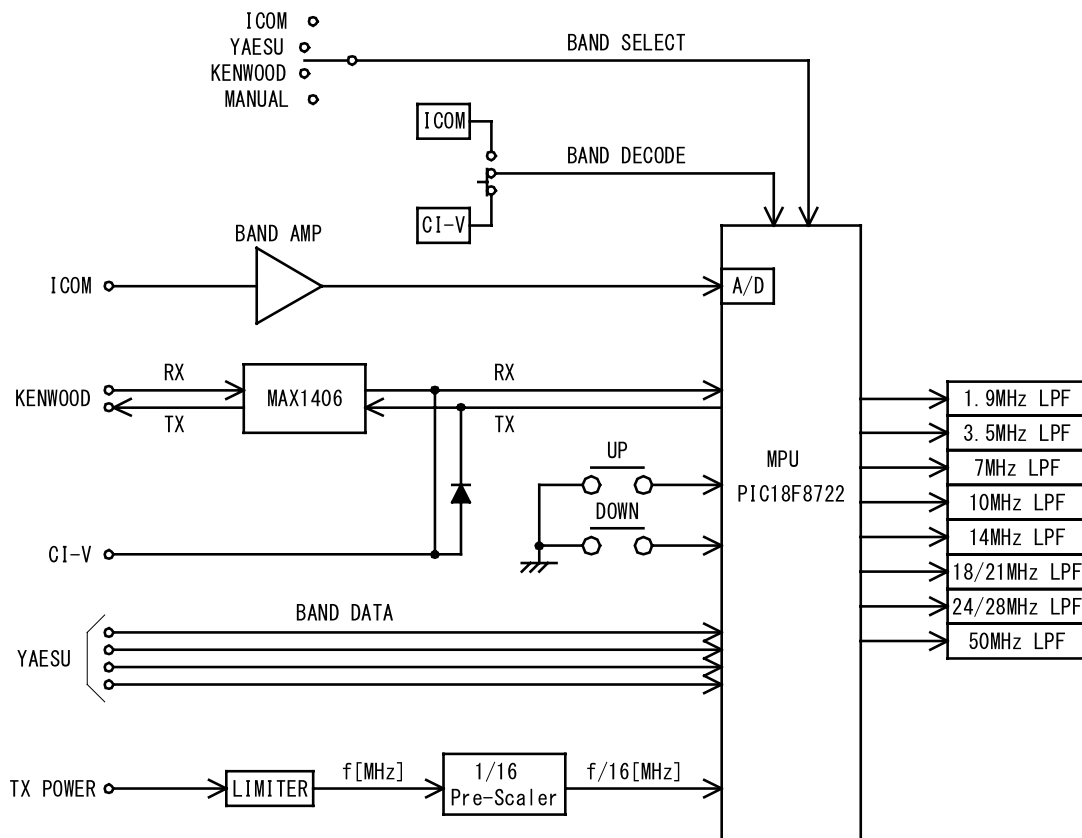 ICOM
YAESU
KENWOOD
MANUAL
BAND SELECT
ICOM
BAND DECODE
CI-V
BAND AMP
ICOM
A/D
KENWOOD
RX
TX
MAX1406
RX
TX
MPU
PIC18F8722
UP
DOWN
CI-V
1.9MHz LPF
3.5MHz LPF
7MHz LPF
10MHz LPF
14MHz LPF
18/21MHz LPF
24/28MHz LPF
50MHz LPF
BAND DATA
YAESU
TX POWER
LIMITER
f[MHz]
1/16
Pre-Scaler
f/16[MHz]